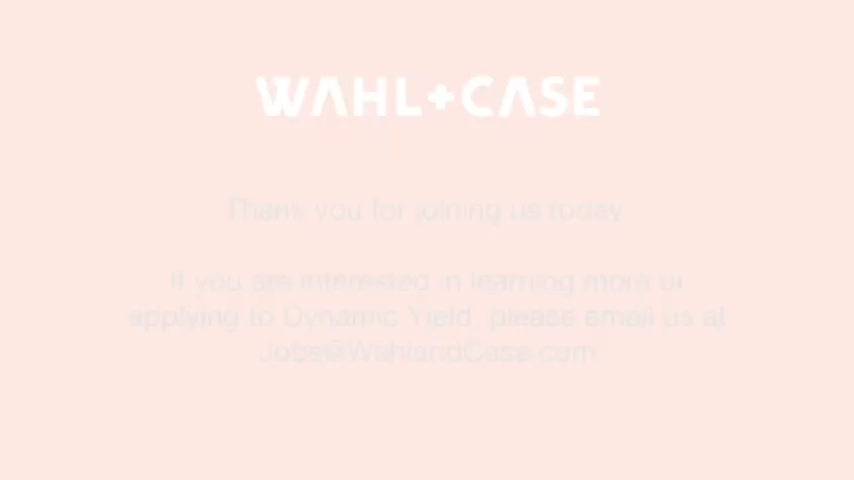 WAHL+CASE
Thank you for joining us today
If you are interested in learning more or
applying to Dynamic Yield, please email us at
Jobs@WahlandCase.com